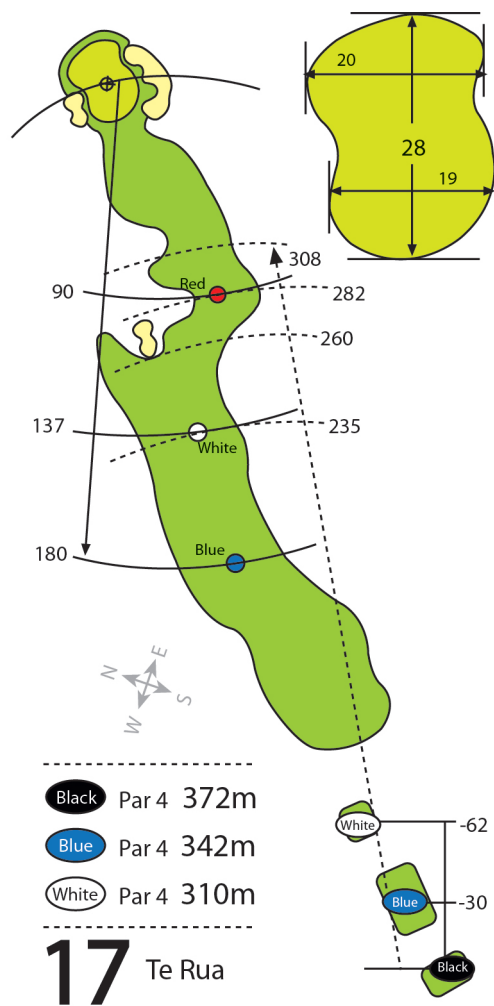 20
28
19
308
Red
90
282
260
137
235
White
Blue
180
E
N
S
W
Black Par 4 372m
Blue Par 4 342m
White Par 4 310m
17 Te Rua
White -62
Blue -30
Black